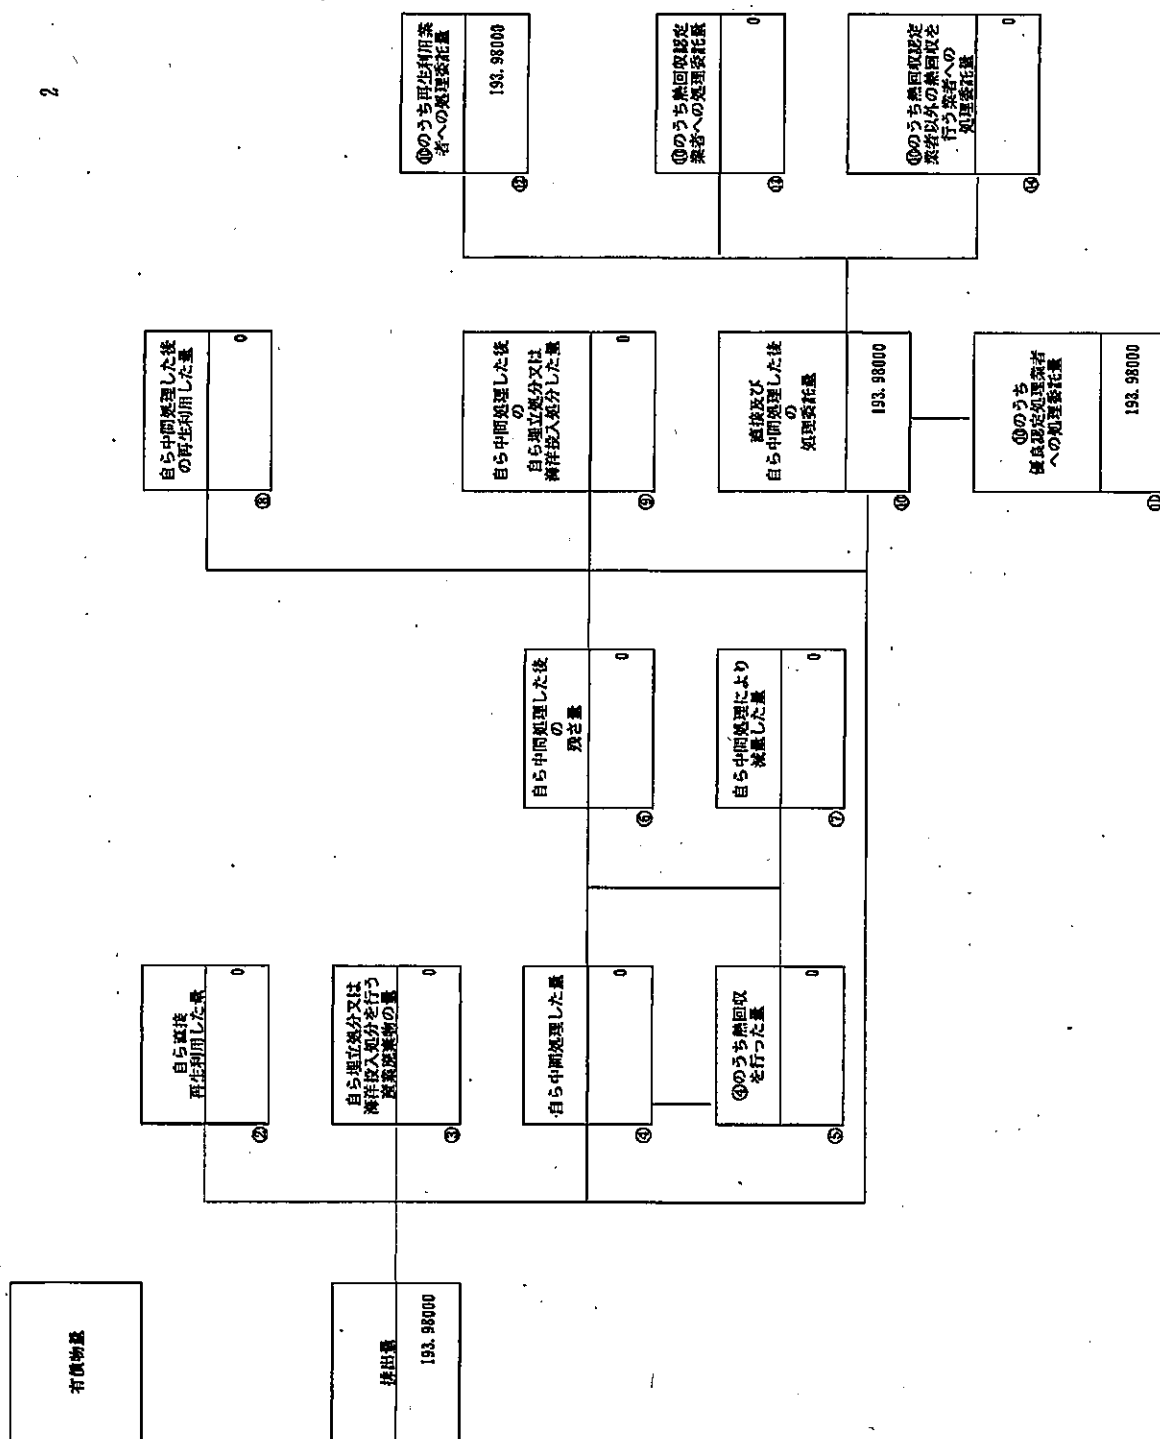 2
有償物量
排出量
193.98000
自ら直接
再生利用した量
0
②
自ら埋立処分又は
海洋投入処分を行う
産業廃棄物の量
0
③
自ら中間処理した量
0
④
④のうち熱回収
を行った量
0
⑤
自ら中間処理した後
の
残さ量
0
⑥
自ら中間処理により
減量した量
0
⑦
自ら中間処理した後
の再生利用した量
0
⑧
自ら中間処理した後
の
自ら埋立処分又は
海洋投入処分した量
0
⑨
直接及び
自ら中間処理した後
の
処理委託量
193.98000
⑩
⑩のうち
優良認定処理業者
への処理委託量
193.98000
⑪
⑩のうち再生利用業
者への処理委託量
193.98000
⑫
⑩のうち熱回収認定
業者への処理委託量
0
⑬
⑩のうち熱回収認定
業者以外の熱回収を
行う業者への
処理委託量
0
⑭